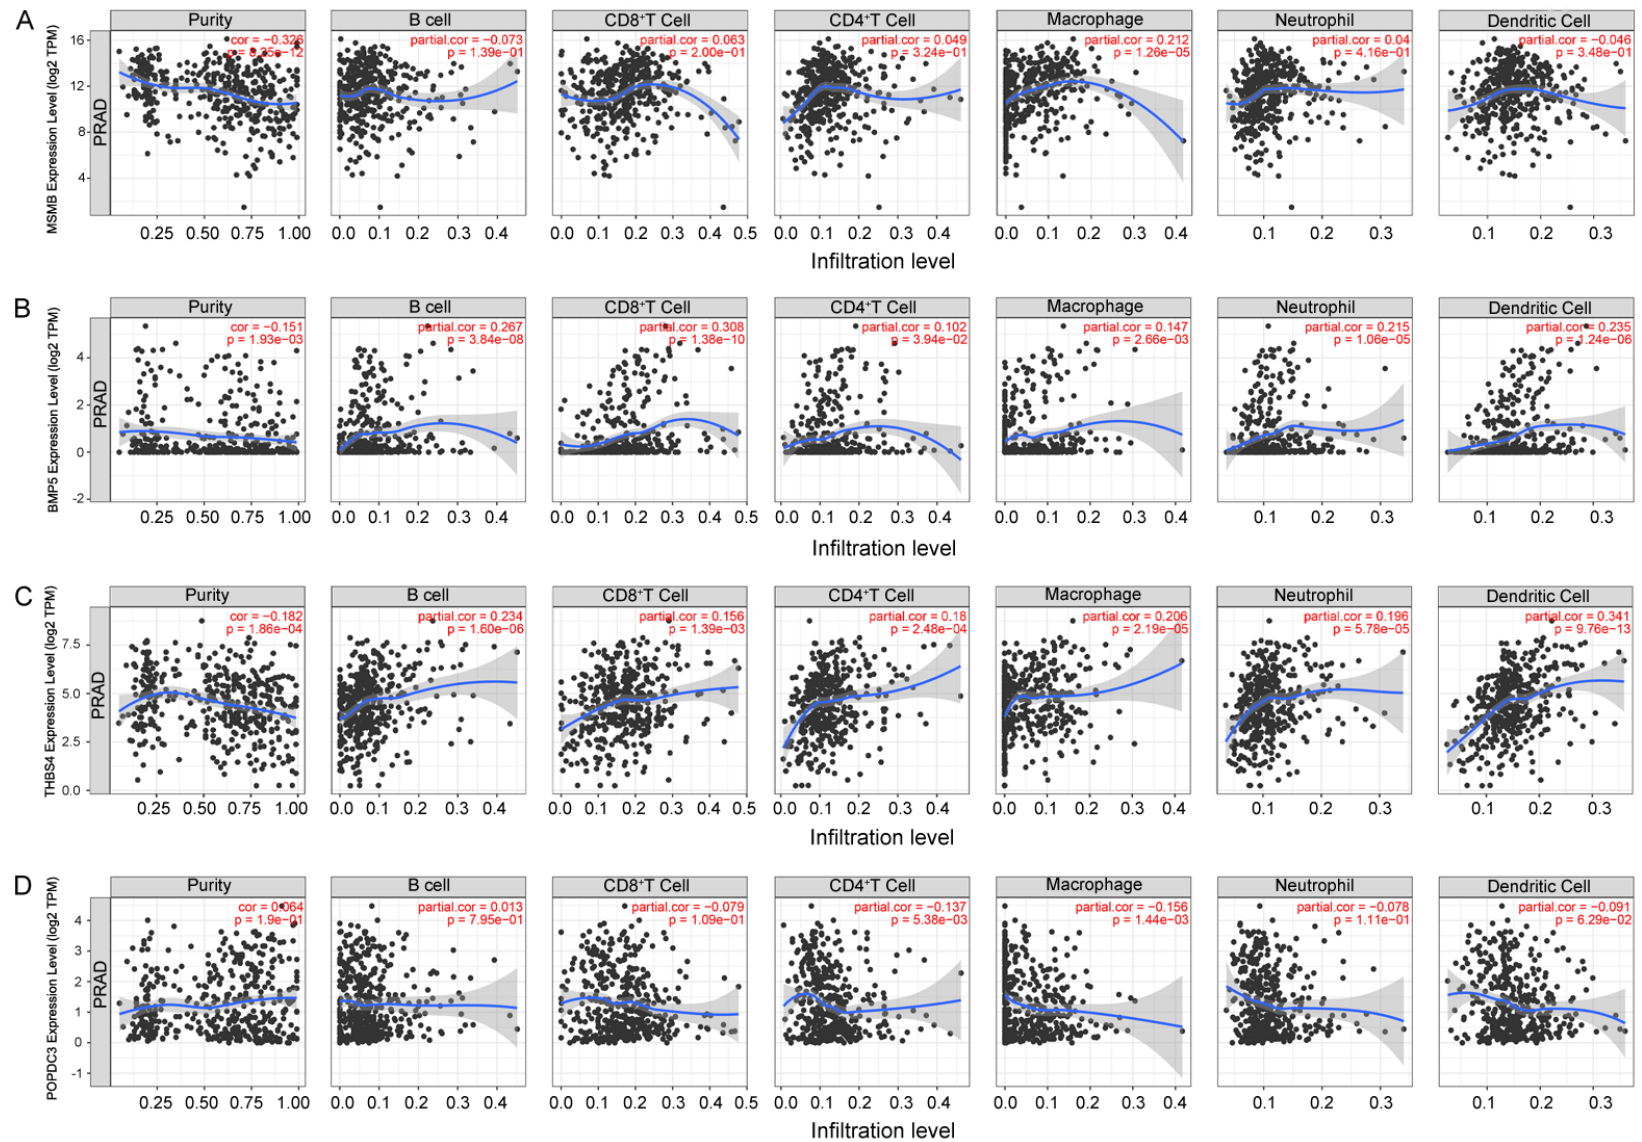 A
Purity
B cell
CD8+T Cell
CD4+T Cell
Macrophage
Neutrophil
Dendritic Cell
MSMB Expression Level (log2 TPM)
PRAD
16
12
8
4
cor = −0.326
p = 8.35e−12
partial.cor = −0.073
p = 1.39e−01
partial.cor = 0.063
p = 2.00e−01
partial.cor = 0.049
p = 3.24e−01
partial.cor = 0.212
p = 1.26e−05
partial.cor = 0.04
p = 4.16e−01
partial.cor = −0.046
p = 3.48e−01
0.25 0.50 0.75 1.00
0.0 0.1 0.2 0.3 0.4
0.0 0.1 0.2 0.3 0.4 0.5
0.0 0.1 0.2 0.3 0.4
0.0 0.1 0.2 0.3 0.4
0.1 0.2 0.3
0.1 0.2 0.3
Infiltration level
B
Purity
B cell
CD8+T Cell
CD4+T Cell
Macrophage
Neutrophil
Dendritic Cell
BMP5 Expression Level (log2 TPM)
PRAD
4
2
0
-2
cor = −0.151
p = 1.93e−03
partial.cor = 0.267
p = 3.84e−08
partial.cor = 0.308
p = 1.38e−10
partial.cor = 0.102
p = 3.94e−02
partial.cor = 0.147
p = 2.66e−03
partial.cor = 0.215
p = 1.06e−05
partial.cor = 0.235
p = 1.24e−06
0.25 0.50 0.75 1.00
0.0 0.1 0.2 0.3 0.4
0.0 0.1 0.2 0.3 0.4 0.5
0.0 0.1 0.2 0.3 0.4
0.0 0.1 0.2 0.3 0.4
0.1 0.2 0.3
0.1 0.2 0.3
Infiltration level
C
Purity
B cell
CD8+T Cell
CD4+T Cell
Macrophage
Neutrophil
Dendritic Cell
THBS4 Expression Level (log2 TPM)
PRAD
7.5
5.0
2.5
0.0
cor = −0.182
p = 1.86e−04
partial.cor = 0.234
p = 1.60e−06
partial.cor = 0.156
p = 1.39e−03
partial.cor = 0.18
p = 2.48e−04
partial.cor = 0.206
p = 2.19e−05
partial.cor = 0.196
p = 5.78e−05
partial.cor = 0.341
p = 9.76e−13
0.25 0.50 0.75 1.00
0.0 0.1 0.2 0.3 0.4
0.0 0.1 0.2 0.3 0.4 0.5
0.0 0.1 0.2 0.3 0.4
0.0 0.1 0.2 0.3 0.4
0.1 0.2 0.3
0.1 0.2 0.3
Infiltration level
D
Purity
B cell
CD8+T Cell
CD4+T Cell
Macrophage
Neutrophil
Dendritic Cell
POPDC3 Expression Level (log2 TPM)
PRAD
4
3
2
1
0
-1
cor = 0.064
p = 1.9e−01
partial.cor = 0.013
p = 7.95e−01
partial.cor = −0.079
p = 1.09e−01
partial.cor = −0.137
p = 5.38e−03
partial.cor = −0.156
p = 1.44e−03
partial.cor = −0.078
p = 1.11e−01
partial.cor = −0.091
p = 6.29e−02
0.25 0.50 0.75 1.00
0.0 0.1 0.2 0.3 0.4
0.0 0.1 0.2 0.3 0.4 0.5
0.0 0.1 0.2 0.3 0.4
0.0 0.1 0.2 0.3 0.4
0.1 0.2 0.3
0.1 0.2 0.3
Infiltration level